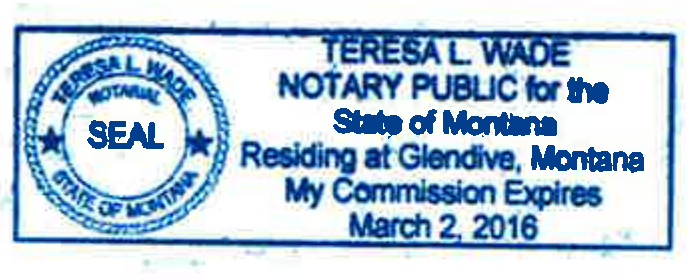 TERESA L. WADE
NOTARIAL
SEAL
STATE OF MONTANA
TERESA L. WADE
NOTARY PUBLIC for the
State of Montana
Residing at Glendive, Montana
My Commission Expires
March 2, 2016